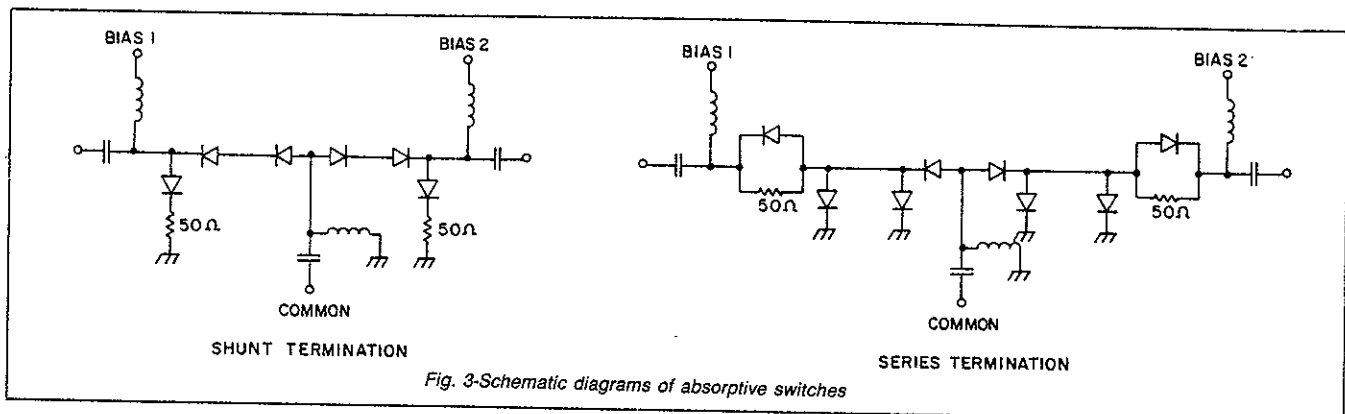 BIAS 1
BIAS 2
50Ω
50Ω
COMMON
SHUNT TERMINATION
BIAS 1
BIAS 2
50Ω
50Ω
COMMON
SERIES TERMINATION
Fig. 3-Schematic diagrams of absorptive switches